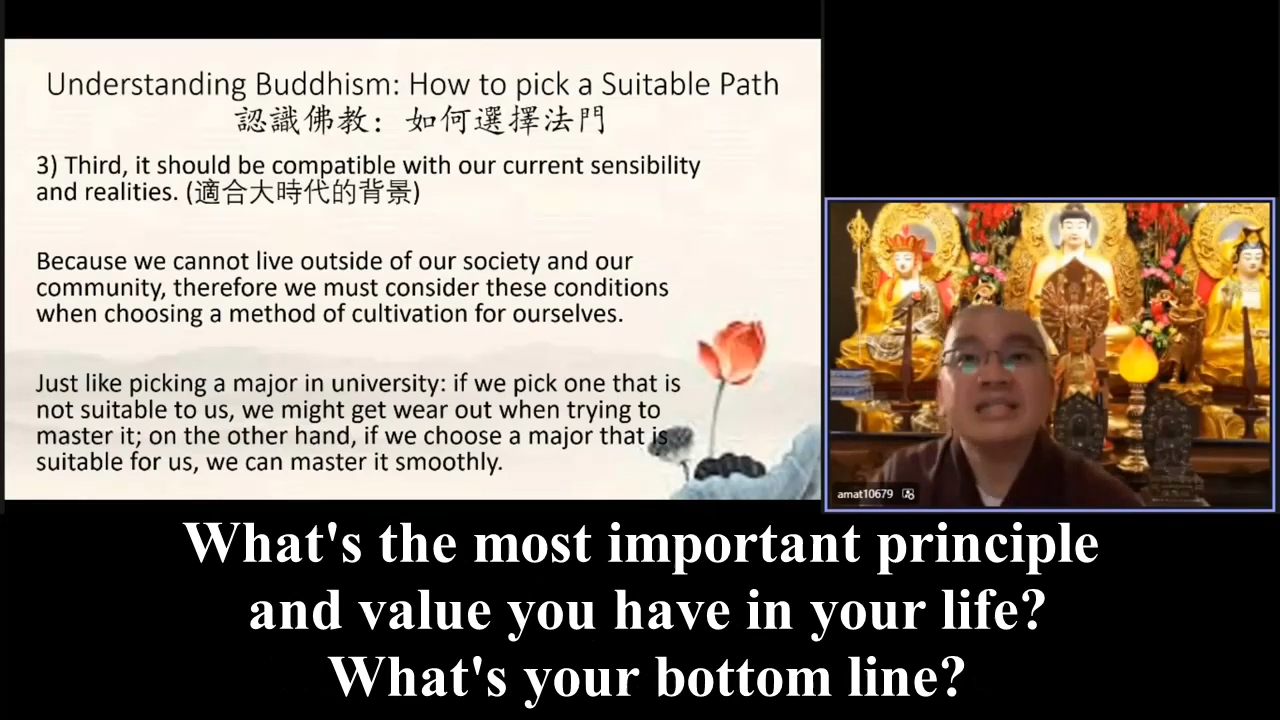 Understanding Buddhism: How to pick a Suitable Path
認識佛教：如何選擇法門
3) Third, it should be compatible with our current sensibility
and realities. (適合大時代的背景)
Because we cannot live outside of our society and our
community, therefore we must consider these conditions
when choosing a method of cultivation for ourselves.
Just like picking a major in university: if we pick one that is
not suitable to us, we might get wear out when trying to
master it; on the other hand, if we choose a major that is
suitable for us, we can master it smoothly.
amat10679
What's the most important principle
and value you have in your life?
What's your bottom line?